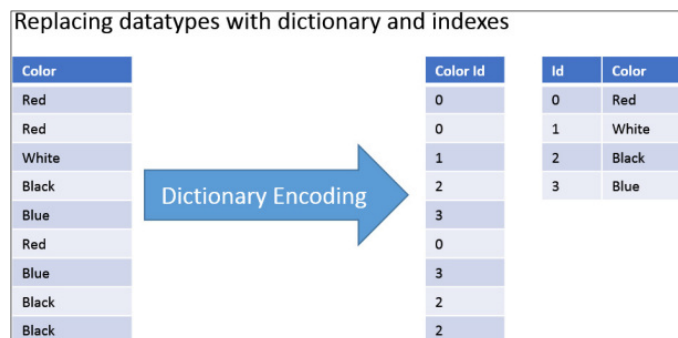 Replacing datatypes with dictionary and indexes
Color
Red
Red
White
Black
Blue
Red
Blue
Black
Black
Dictionary Encoding
Color Id
0
0
1
2
3
0
3
2
2
Id Color
0 Red
1 White
2 Black
3 Blue